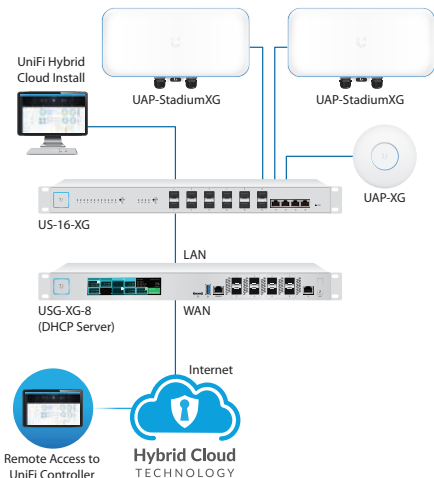 UniFi Hybrid
Cloud Install
UAP-StadiumXG
UAP-StadiumXG
UAP-XG
US-16-XG
LAN
USG-XG-8
(DHCP Server)
WAN
Internet
Remote Access to
UniFi Controller
Hybrid Cloud
TECHNOLOGY